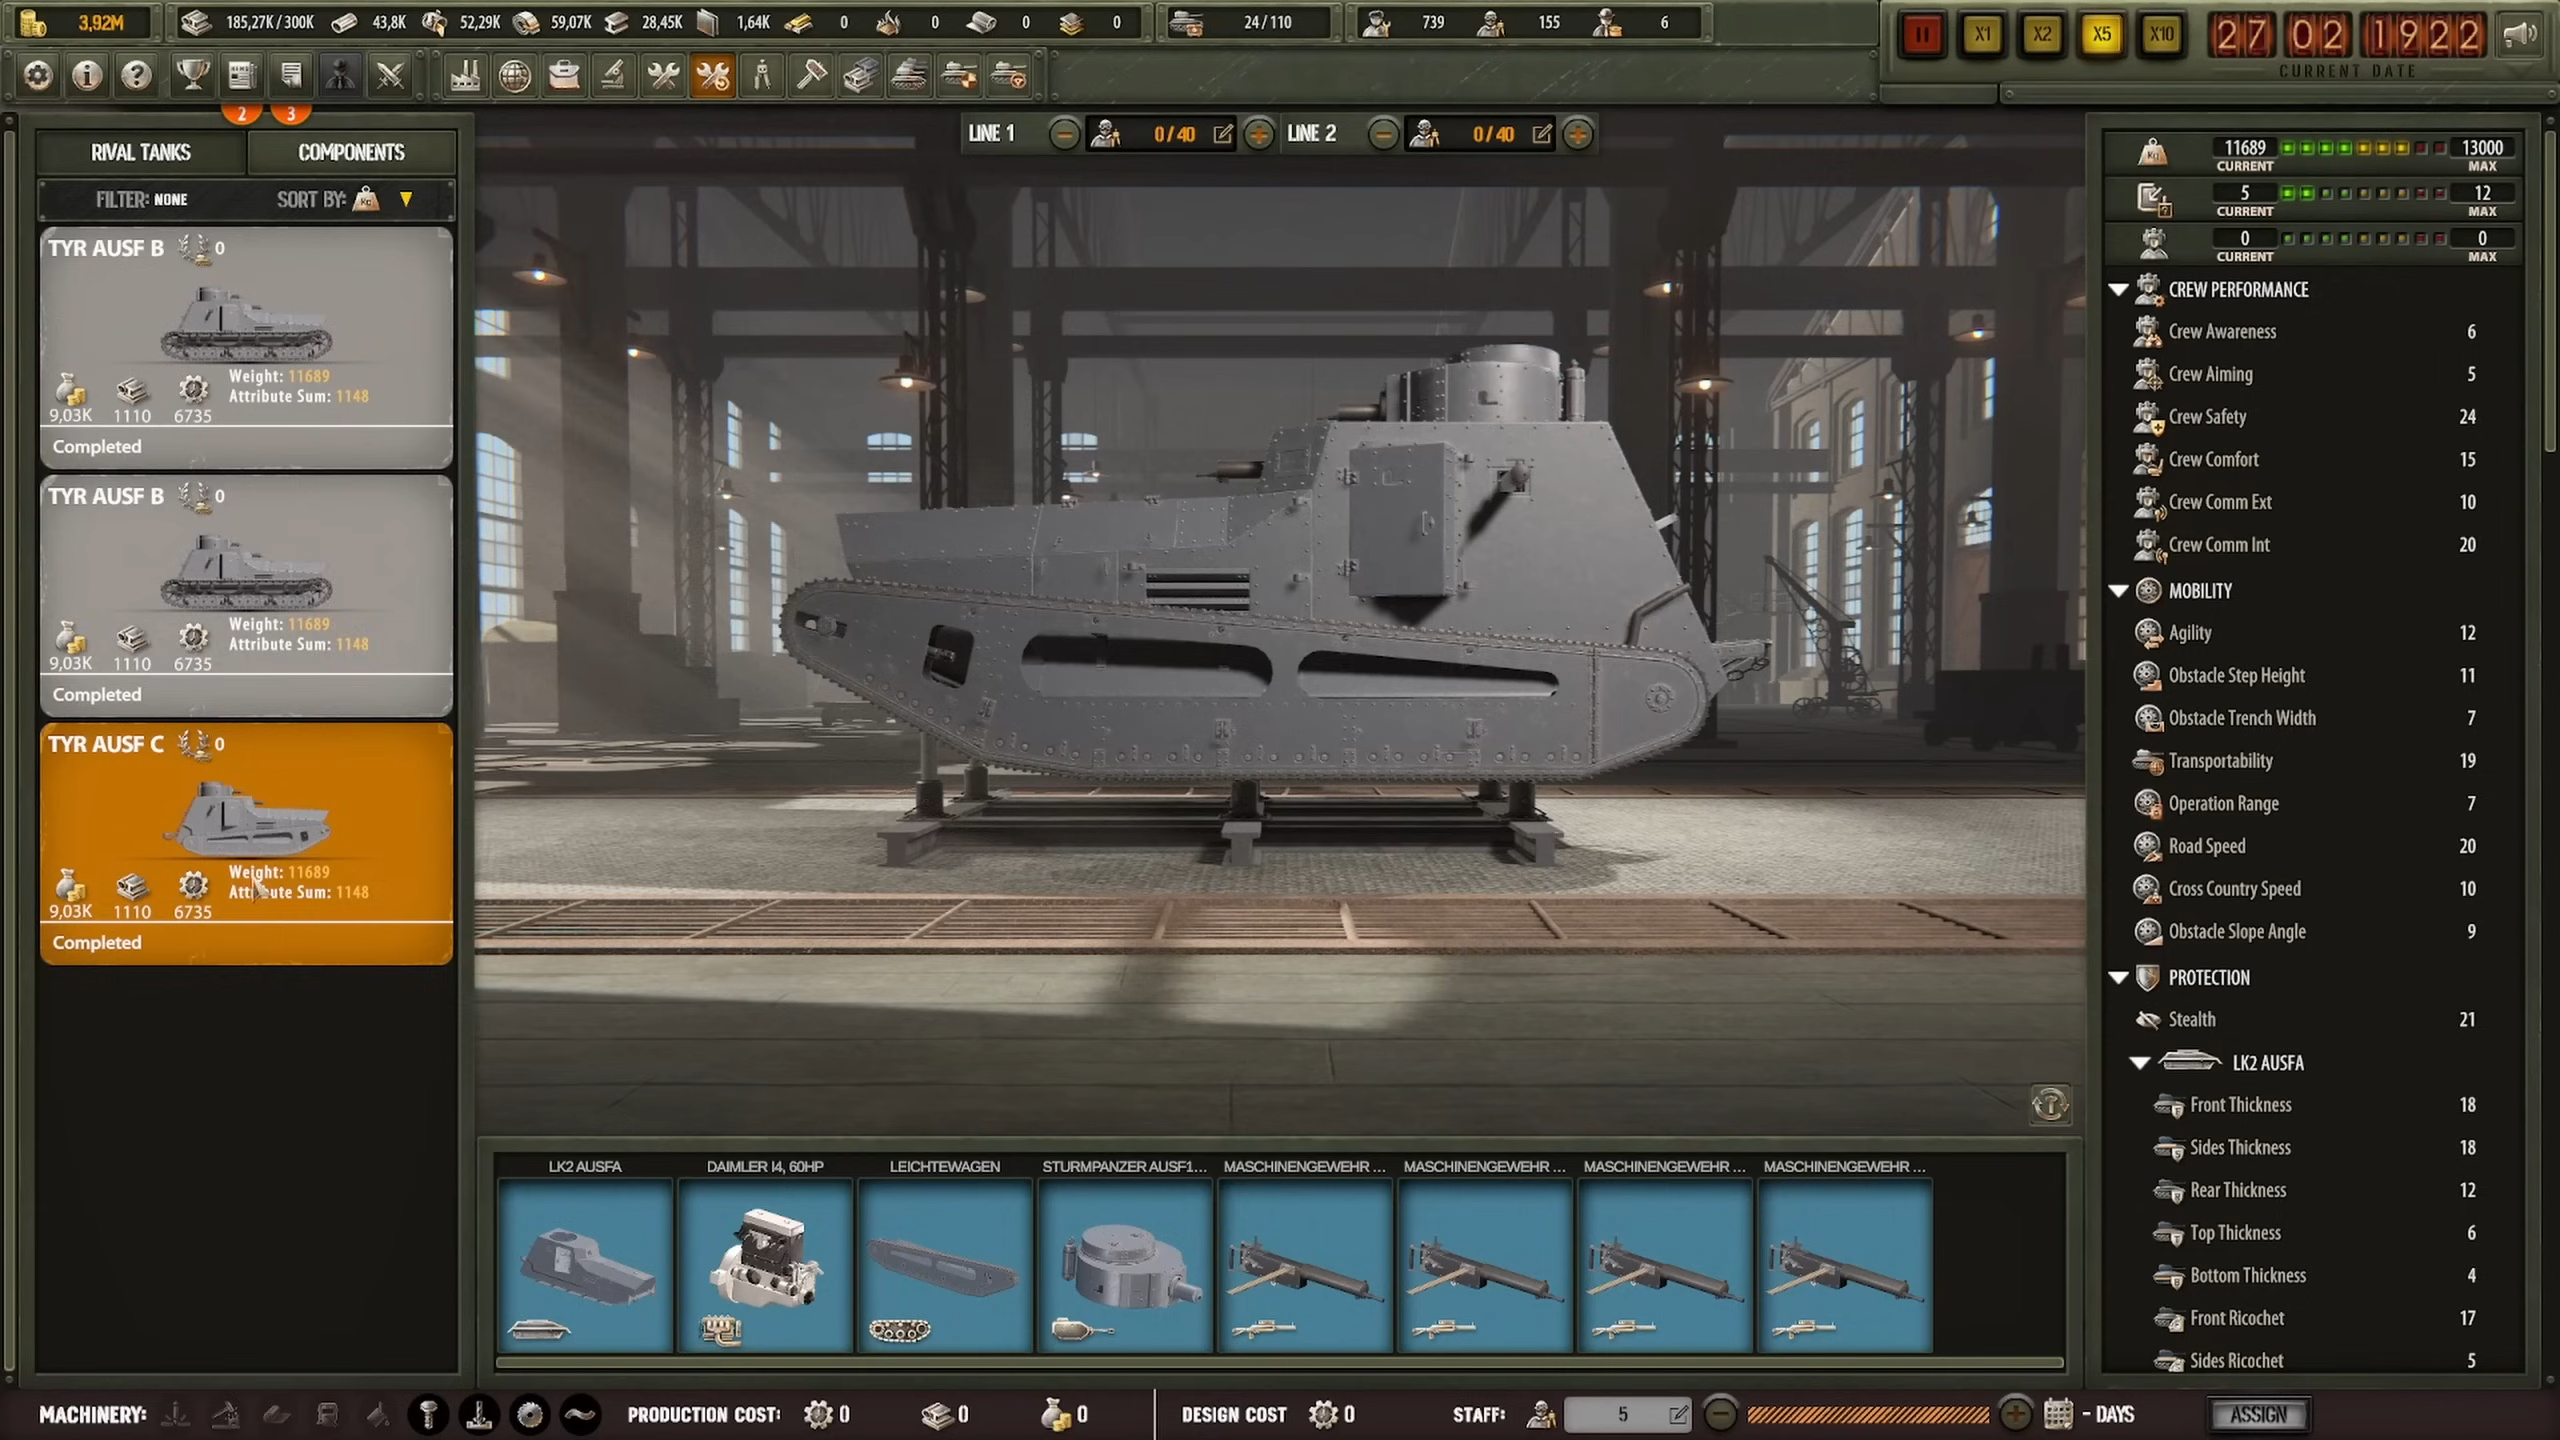 3,92M 185,27K / 300K 43,8K 52,29K 59,07K 28,45K 1,64K 0 0 0 0 24 / 110 739 155 6
X1 X2 X5 X10 27 02 1922
CURRENT DATE
2 3
RIVAL TANKS COMPONENTS
FILTER: NONE SORT BY: Kg
TYR AUSF B 0
Weight: 11689
Attribute Sum: 1148
9,03K 1110 6735
Completed
TYR AUSF B 0
Weight: 11689
Attribute Sum: 1148
9,03K 1110 6735
Completed
TYR AUSF C 0
Weight: 11689
Attribute Sum: 1148
9,03K 1110 6735
Completed
LINE 1 0 / 40 LINE 2 0 / 40
LK2 AUSFA
DAIMLER I4, 60HP
LEICHTEWAGEN
STURMPANZER AUSF1...
MASCHINENGEWEHR ...
MASCHINENGEWEHR ...
MASCHINENGEWEHR ...
MASCHINENGEWEHR ...
Kg 11689 13000
CURRENT MAX
5 12
CURRENT MAX
0 0
CURRENT MAX
CREW PERFORMANCE
Crew Awareness 6
Crew Aiming 5
Crew Safety 24
Crew Comfort 15
Crew Comm Ext 10
Crew Comm Int 20
MOBILITY
Agility 12
Obstacle Step Height 11
Obstacle Trench Width 7
Transportability 19
Operation Range 7
Road Speed 20
Cross Country Speed 10
Obstacle Slope Angle 9
PROTECTION
Stealth 21
LK2 AUSFA
Front Thickness 18
Sides Thickness 18
Rear Thickness 12
Top Thickness 6
Bottom Thickness 4
Front Ricochet 17
Sides Ricochet 5
MACHINERY: PRODUCTION COST: 0 0 0 DESIGN COST 0 STAFF: 5 - DAYS ASSIGN